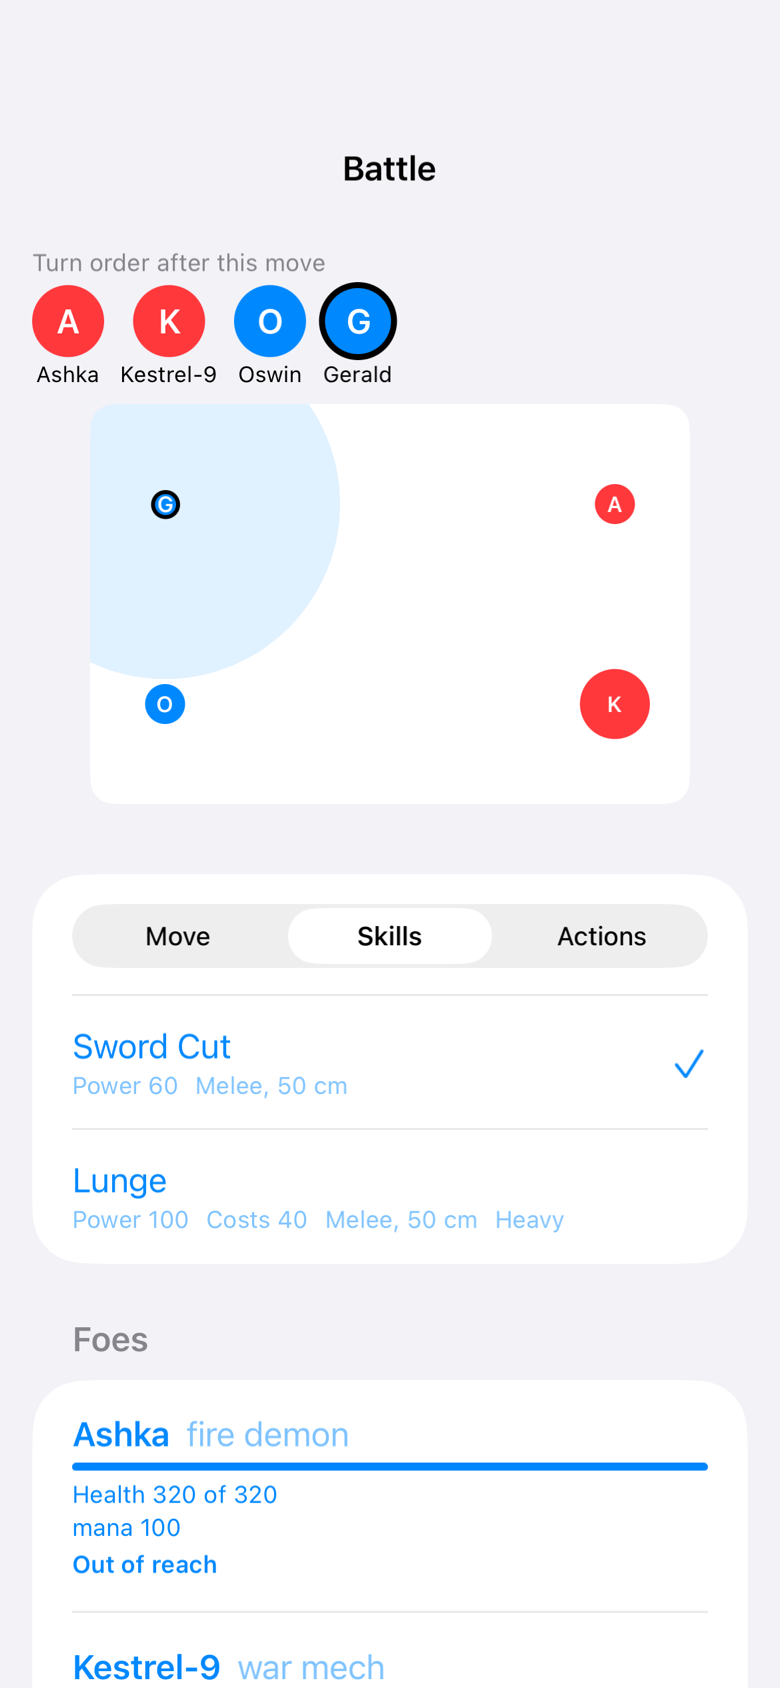 Battle
Turn order after this move
A K O G
Ashka Kestrel-9 Oswin Gerald
G A
O K
Move Skills Actions
Sword Cut
Power 60 Melee, 50 cm
Lunge
Power 100 Costs 40 Melee, 50 cm Heavy
Foes
Ashka fire demon
Health 320 of 320
mana 100
Out of reach
Kestrel-9 war mech